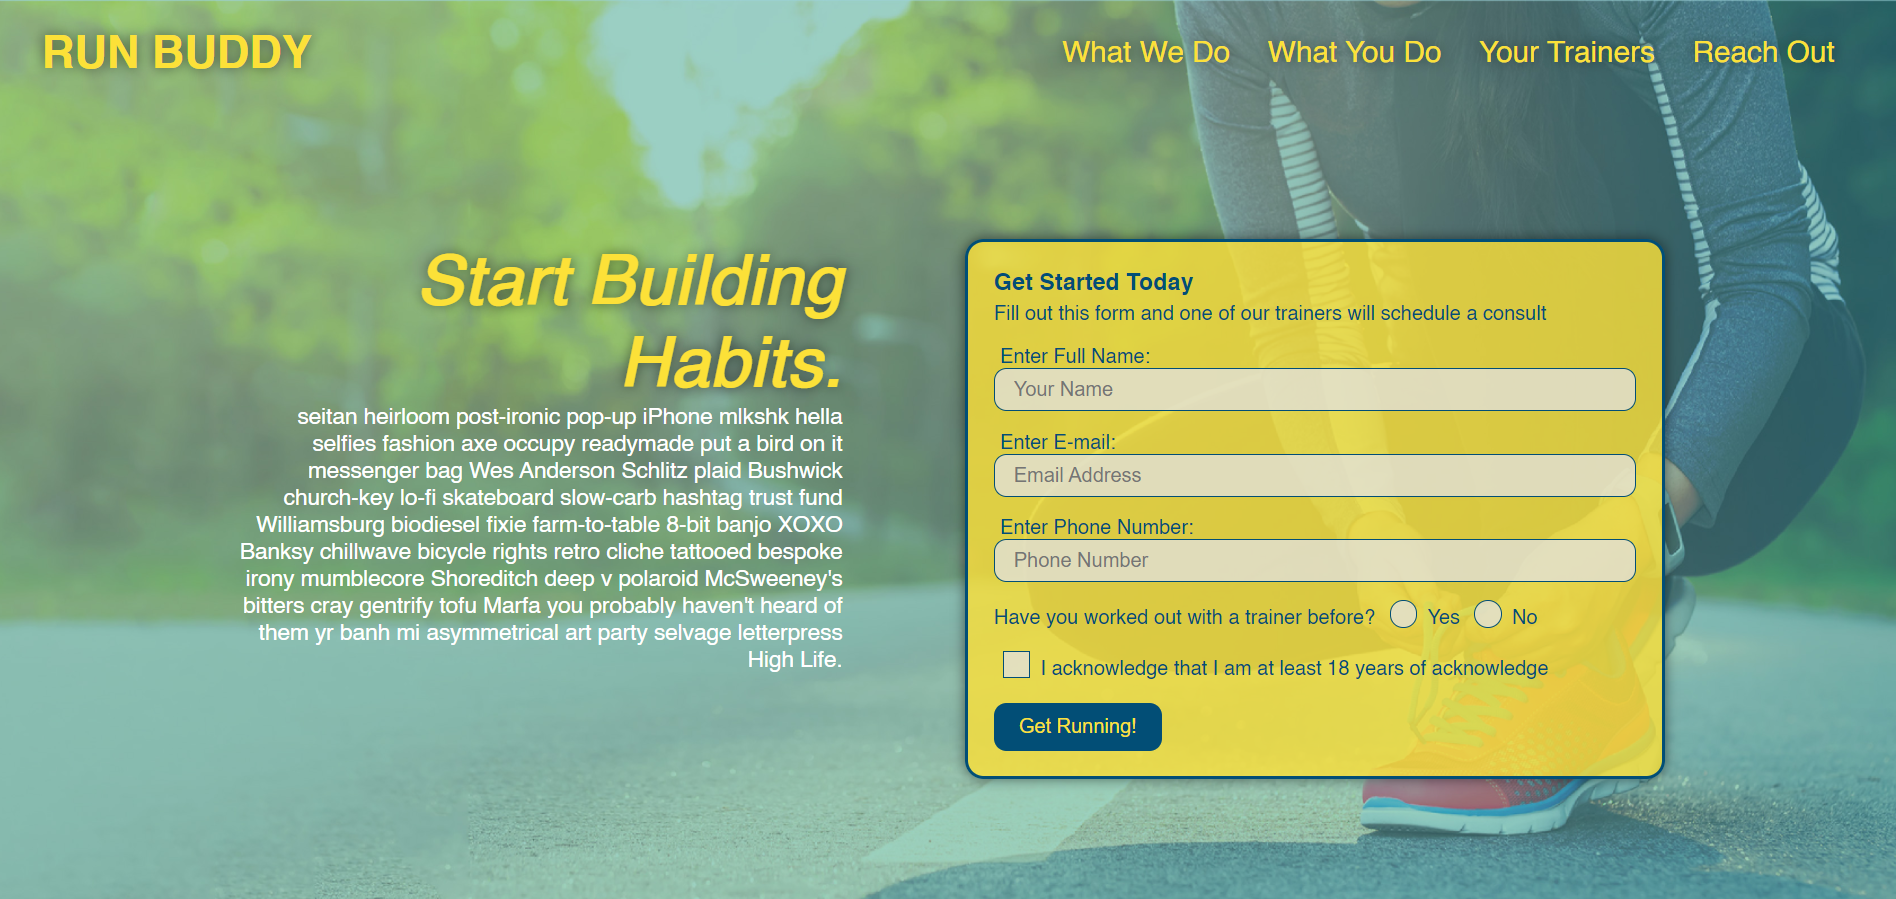 RUN BUDDY
What We Do What You Do Your Trainers Reach Out
Start Building
Habits.
seitan heirloom post-ironic pop-up iPhone mlkshk hella
selfies fashion axe occupy readymade put a bird on it
messenger bag Wes Anderson Schlitz plaid Bushwick
church-key lo-fi skateboard slow-carb hashtag trust fund
Williamsburg biodiesel fixie farm-to-table 8-bit banjo XOXO
Banksy chillwave bicycle rights retro cliche tattooed bespoke
irony mumblecore Shoreditch deep v polaroid McSweeney's
bitters cray gentrify tofu Marfa you probably haven't heard of
them yr banh mi asymmetrical art party selvage letterpress
High Life.
Get Started Today
Fill out this form and one of our trainers will schedule a consult
Enter Full Name:
Your Name
Enter E-mail:
Email Address
Enter Phone Number:
Phone Number
Have you worked out with a trainer before? Yes No
I acknowledge that I am at least 18 years of acknowledge
Get Running!